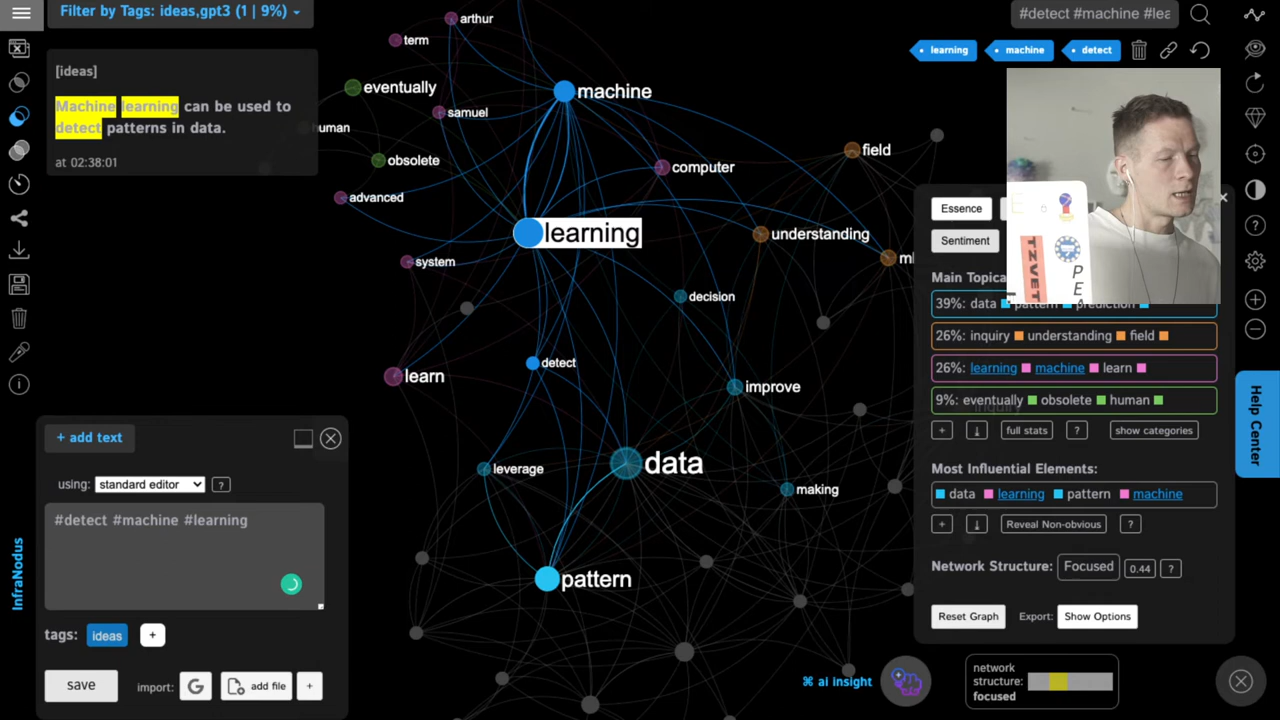 Filter by Tags: ideas,gpt3 (1 | 9%)
#detect #machine #lea
learning
machine
detect
[ideas]
Machine learning can be used to
detect patterns in data.
at 02:38:01
arthur
term
eventually
machine
samuel
human
obsolete
computer
field
advanced
learning
understanding
system
decision
detect
learn
improve
data
leverage
making
pattern
Essence
Sentiment
E
TZVET
P
E
Main Topica
39%: data pattern prediction
26%: inquiry understanding field
26%: learning machine learn
9%: eventually obsolete human
inquiry
+ full stats ? show categories
Most Influential Elements:
data learning pattern machine
+ Reveal Non-obvious ?
Network Structure: Focused 0.44 ?
Reset Graph Export: Show Options
Help Center
+ add text
using: standard editor ?
#detect #machine #learning
tags: ideas +
save import: G add file +
InfraNodus
⌘ ai insight
network
structure:
focused